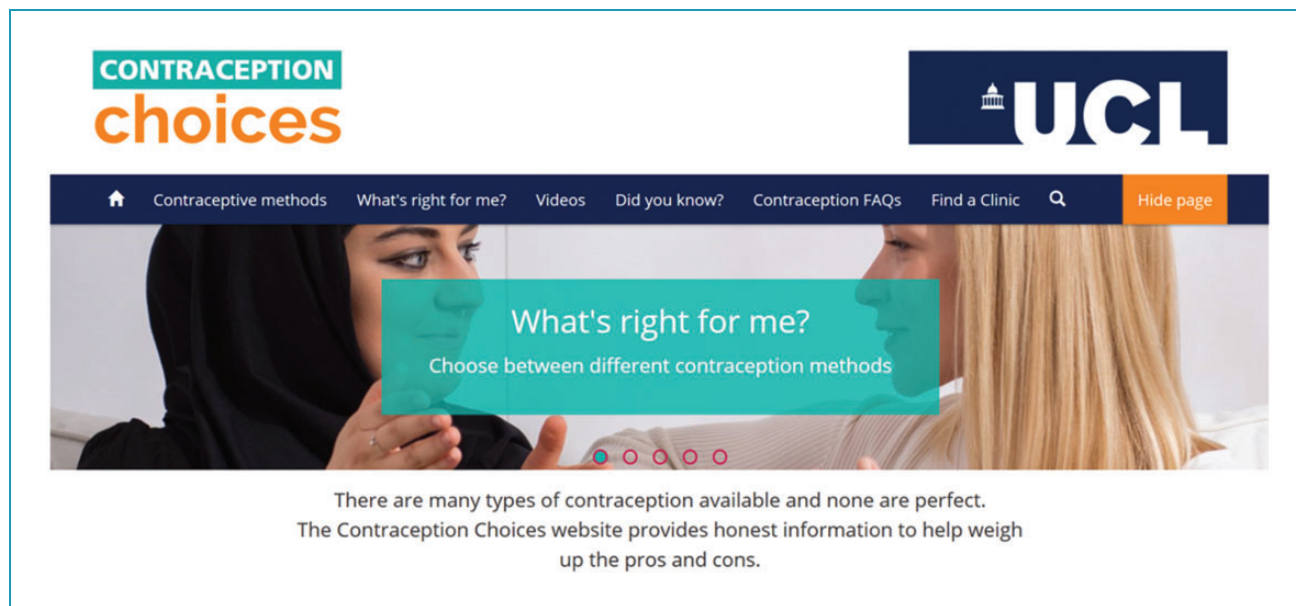 CONTRACEPTION
choices
UCL
Contraceptive methods What's right for me? Videos Did you know? Contraception FAQs Find a Clinic Hide page
What's right for me?
Choose between different contraception methods
There are many types of contraception available and none are perfect.
The Contraception Choices website provides honest information to help weigh
up the pros and cons.